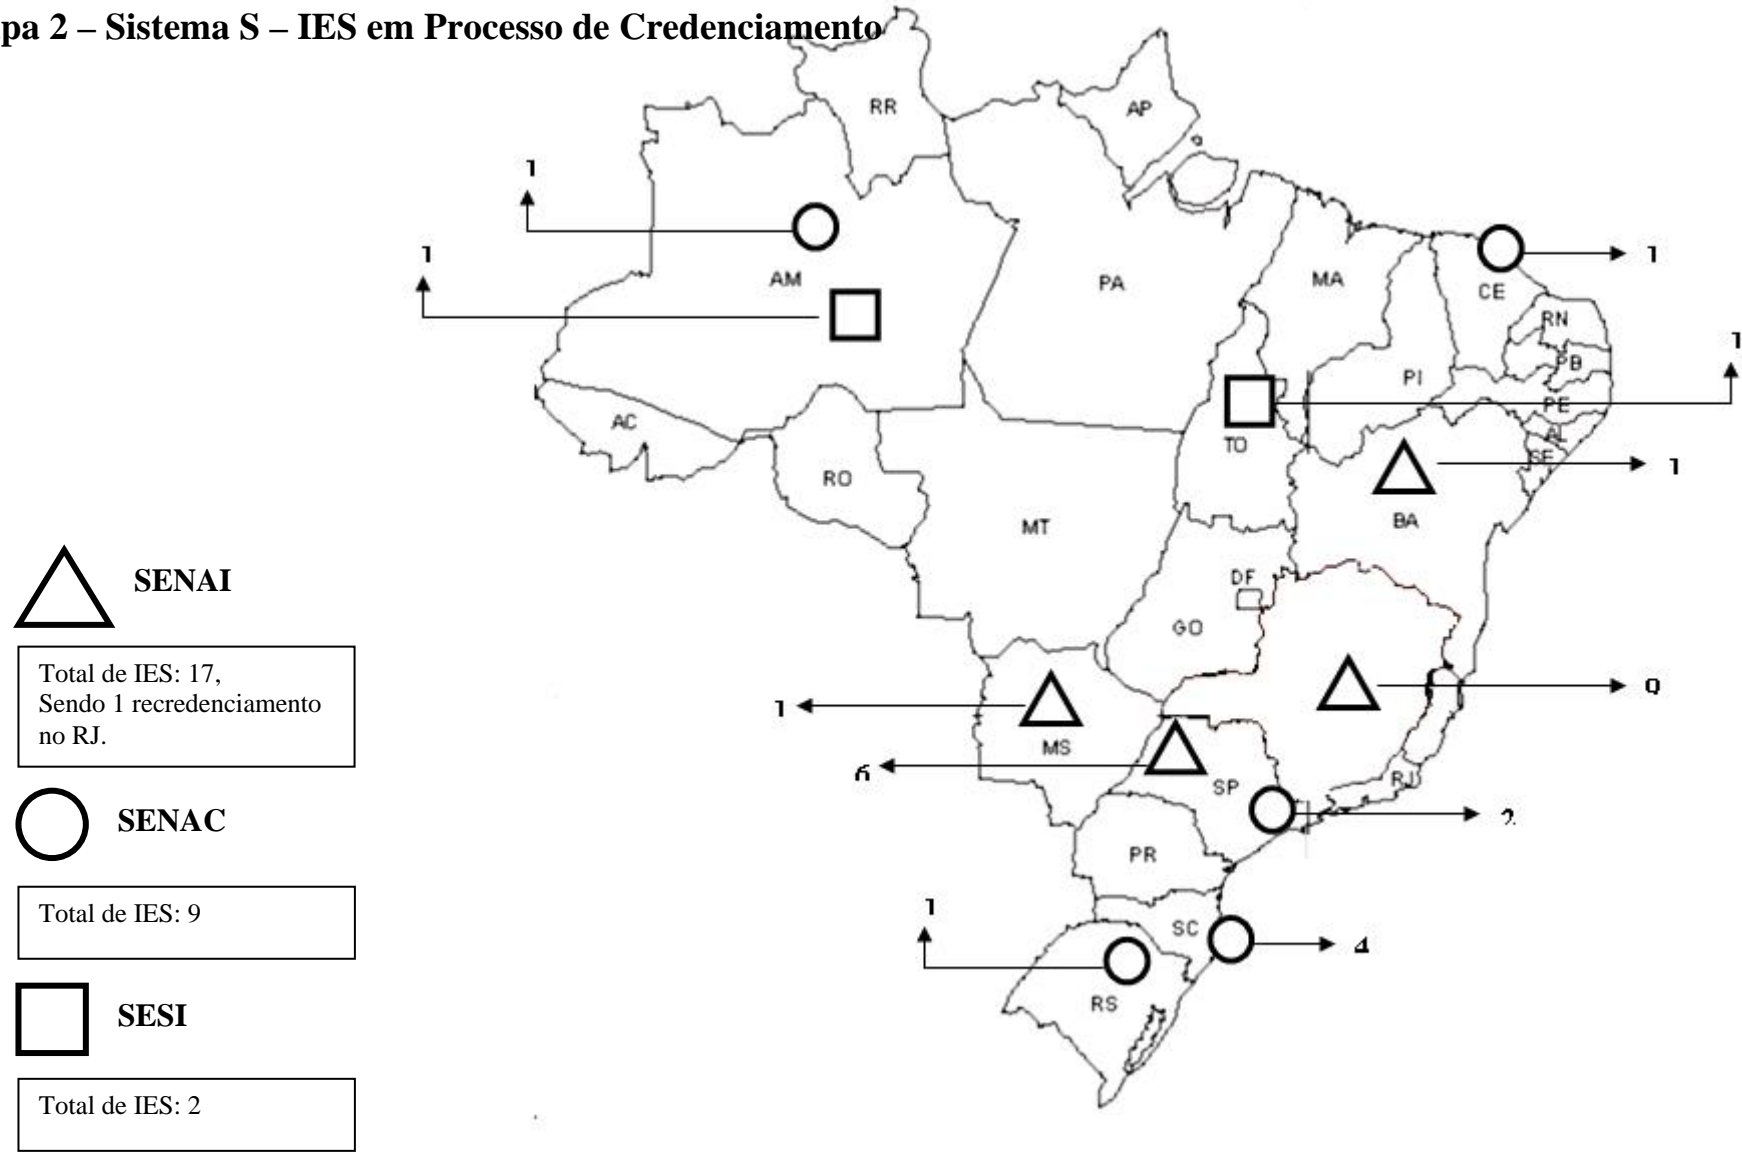 pa 2 – Sistema S – IES em Processo de Credenciamento
RR
AP
1
1
AM
PA
MA
CE
1
RN
PB
1
PI
PE
AC
TO
AL
SE
1
RO
BA
MT
DF
GO
SENAI
Total de IES: 17,
Sendo 1 recredenciamento
no RJ.
1
MS
6
SP
RJ
2
SENAC
PR
Total de IES: 9
1
SC
4
RS
SESI
Total de IES: 2